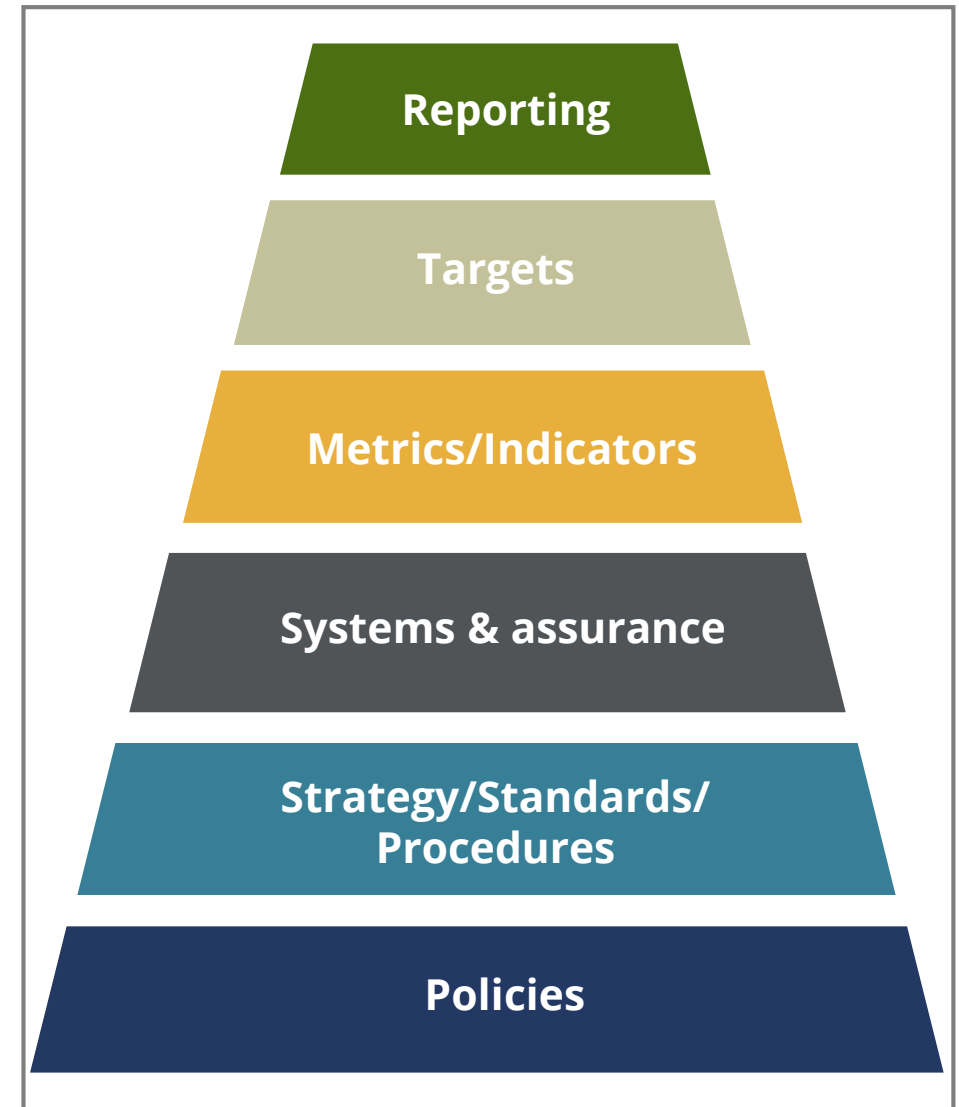 Reporting
Targets
Metrics/Indicators
Systems & assurance
Strategy/Standards/
Procedures
Policies